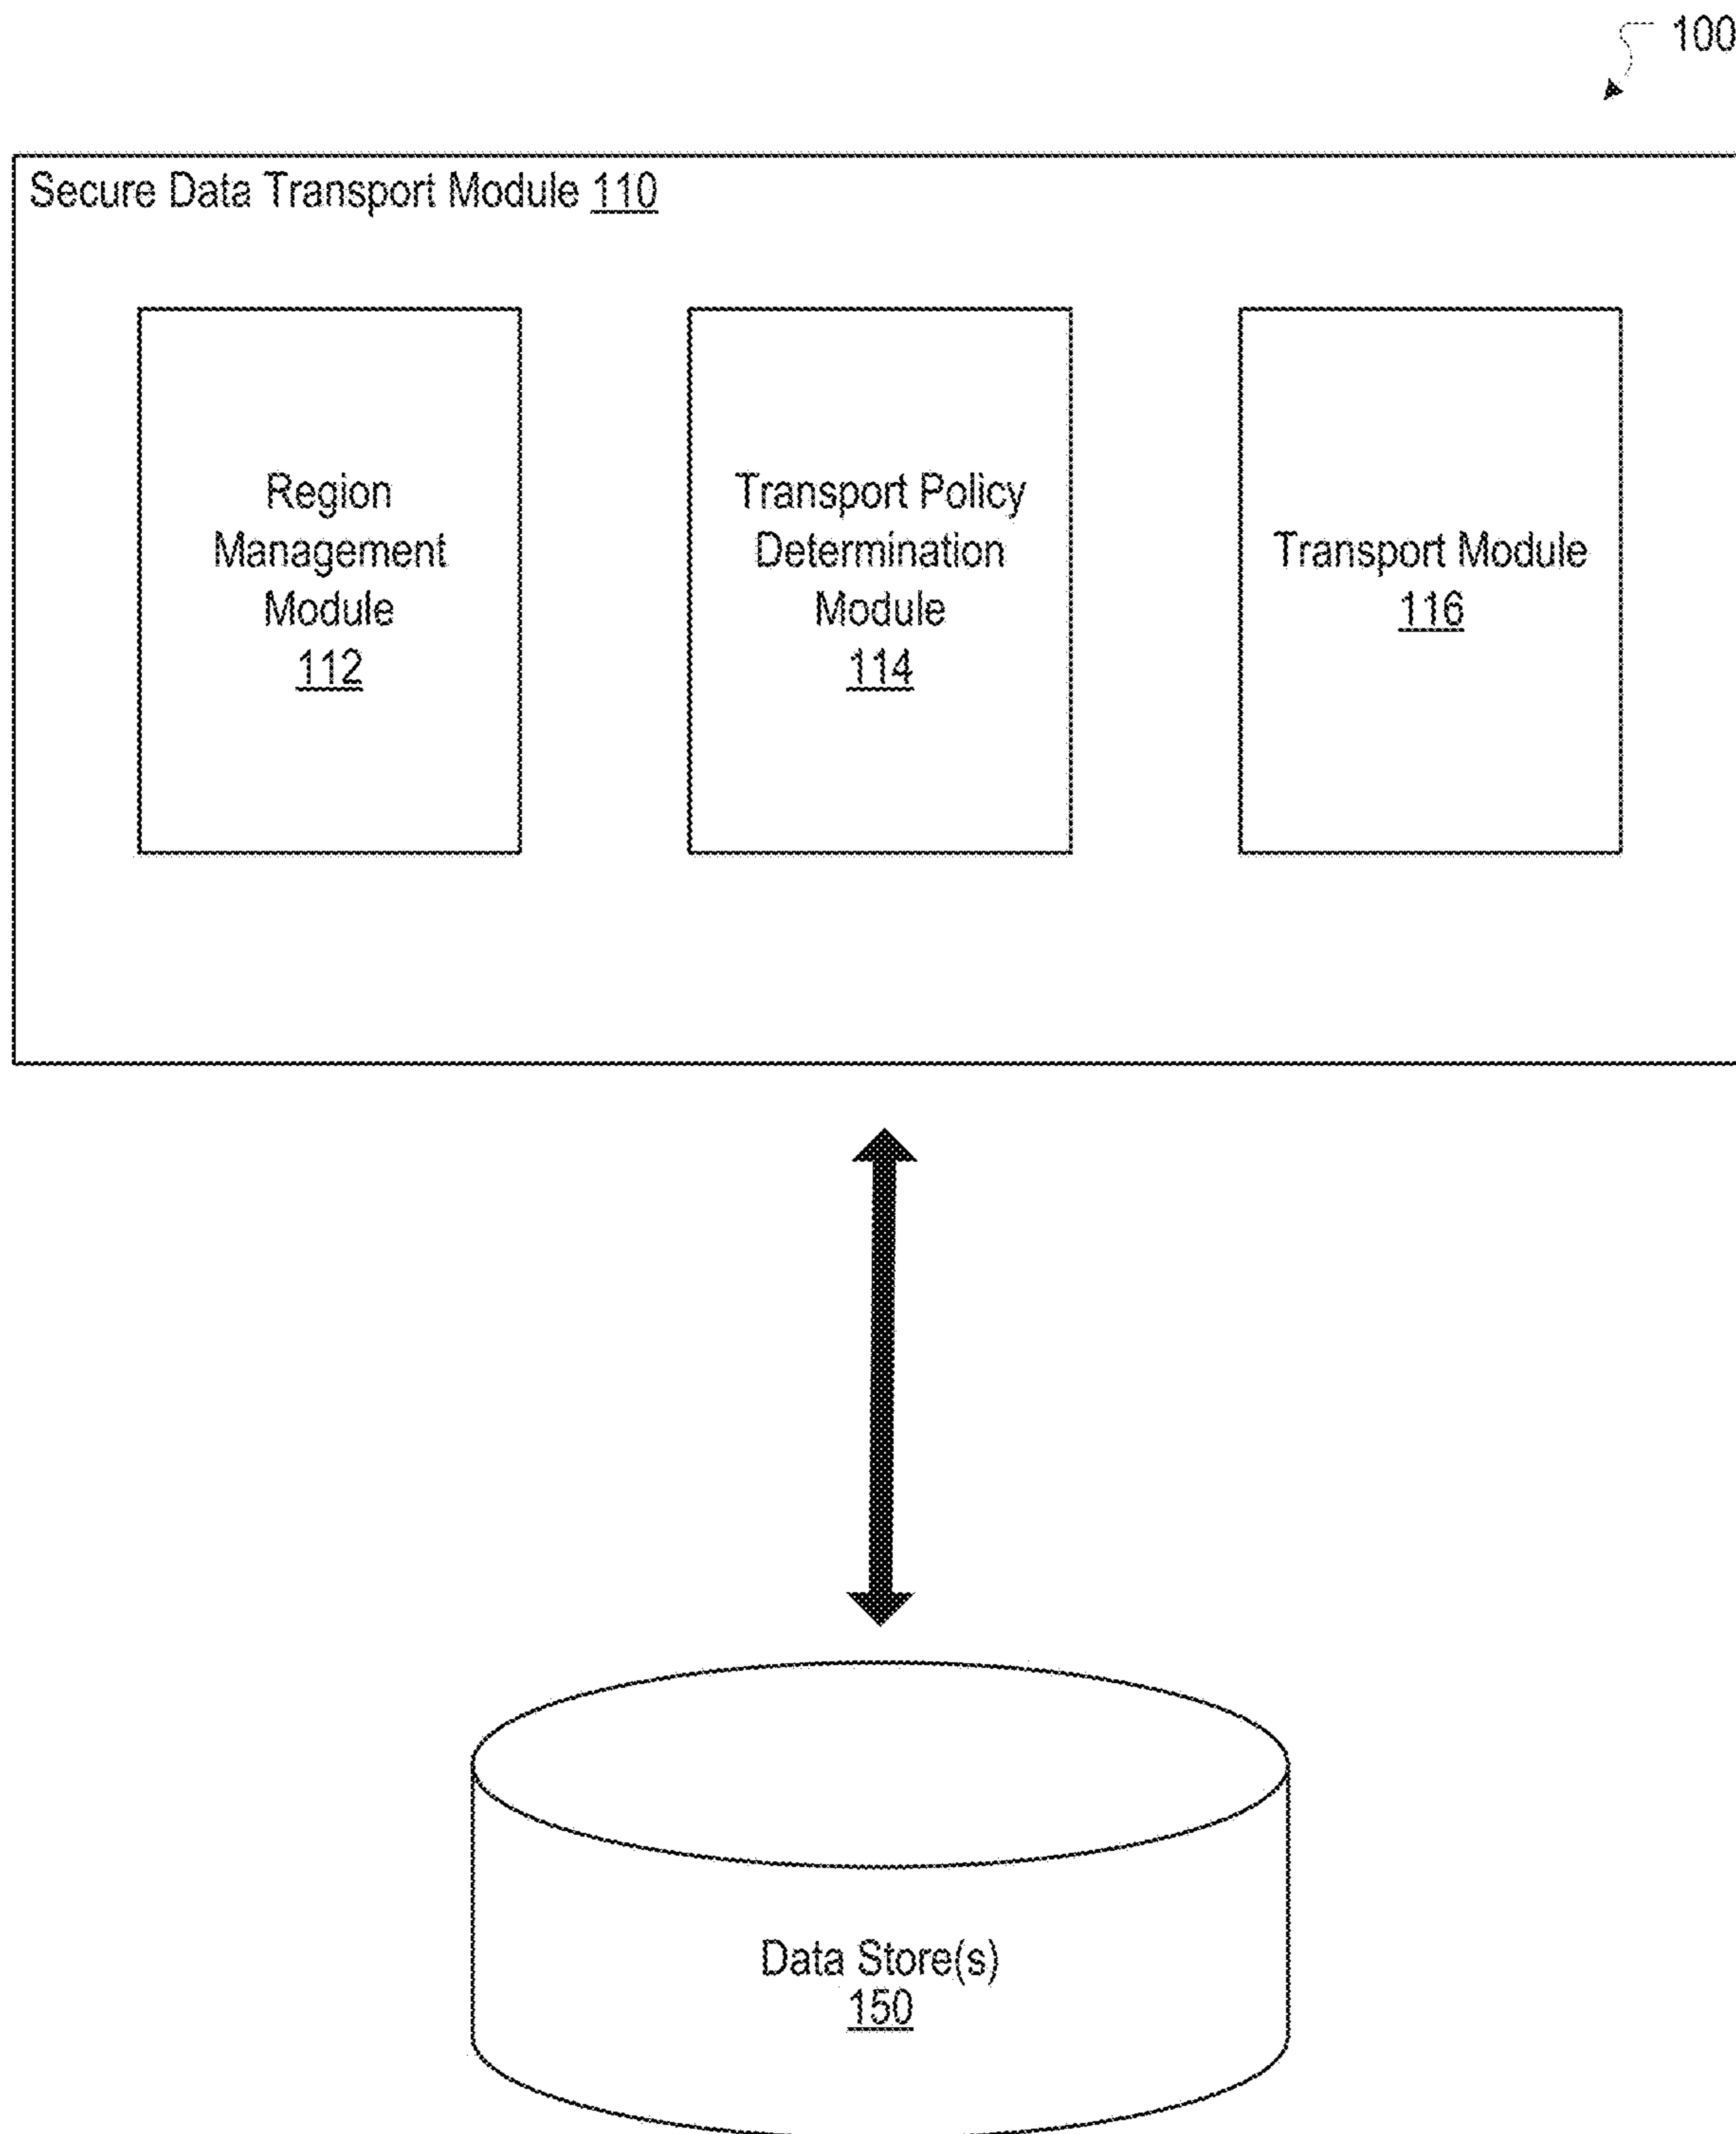 100
Secure Data Transport Module 110
Region
Management
Module
112
Transport Policy
Determination
Module
114
Transport Module
116
Data Store(s)
150